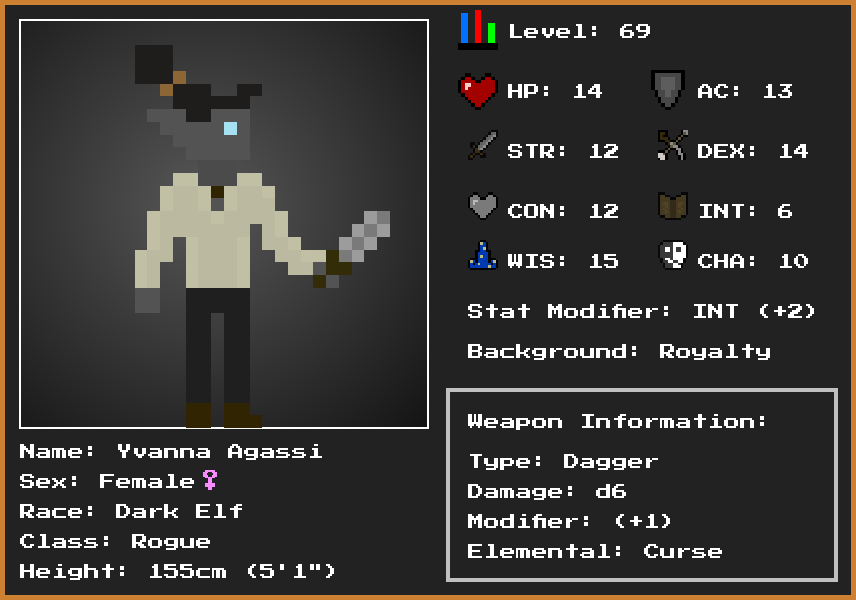 Level: 69
HP: 14 AC: 13
STR: 12 DEX: 14
CON: 12 INT: 6
WIS: 15 CHA: 10
Stat Modifier: INT (+2)
Background: Royalty
Weapon Information:
Type: Dagger
Damage: d6
Modifier: (+1)
Elemental: Curse
Name: Yvanna Agassi
Sex: Female♀
Race: Dark Elf
Class: Rogue
Height: 155cm (5'1")